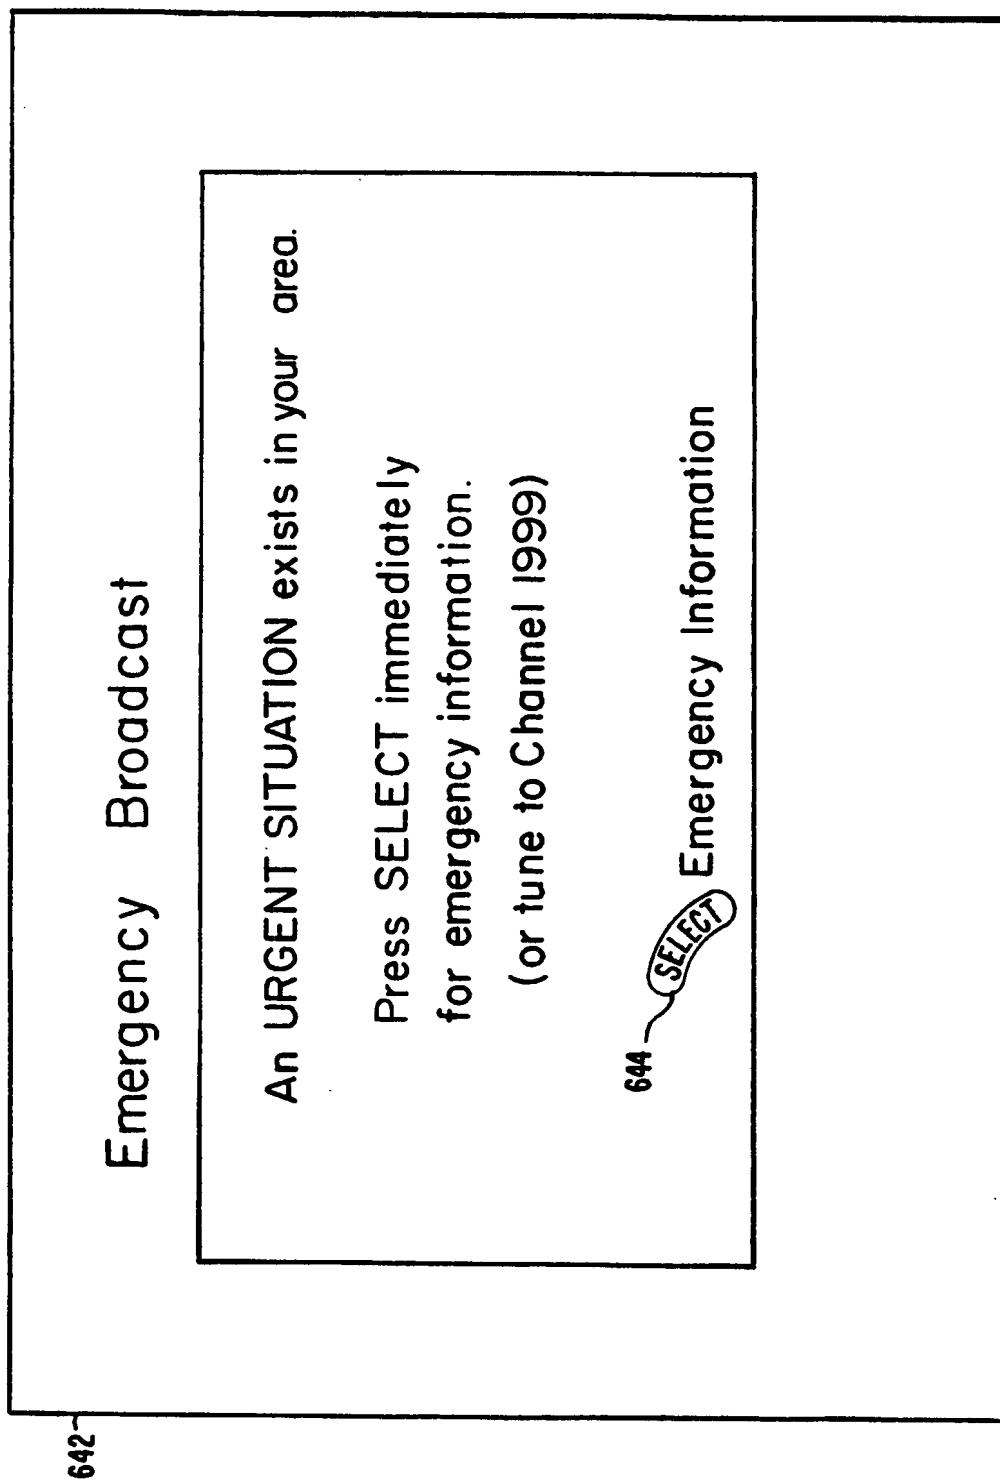 642
Emergency Broadcast
An URGENT SITUATION exists in your area.
Press SELECT immediately
for emergency information.
(or tune to Channel 1999)
644
SELECT Emergency Information